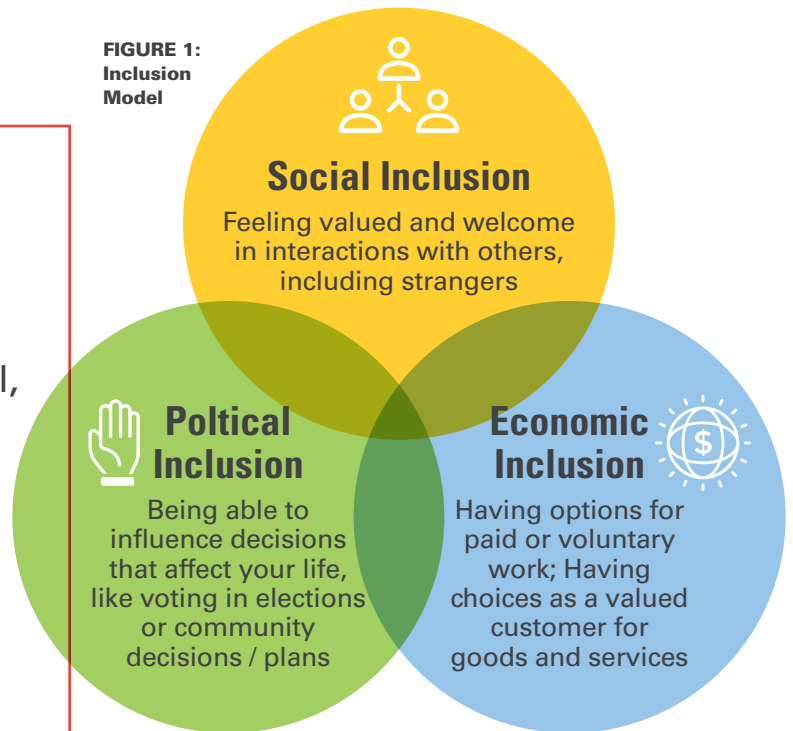 FIGURE 1:
Inclusion
Model
Social Inclusion
Feeling valued and welcome
in interactions with others,
including strangers
l,
Poltical
Inclusion
Being able to
influence decisions
that affect your life,
like voting in elections
or community
decisions / plans
Economic
Inclusion
$
Having options for
paid or voluntary
work; Having
choices as a valued
customer for
goods and services